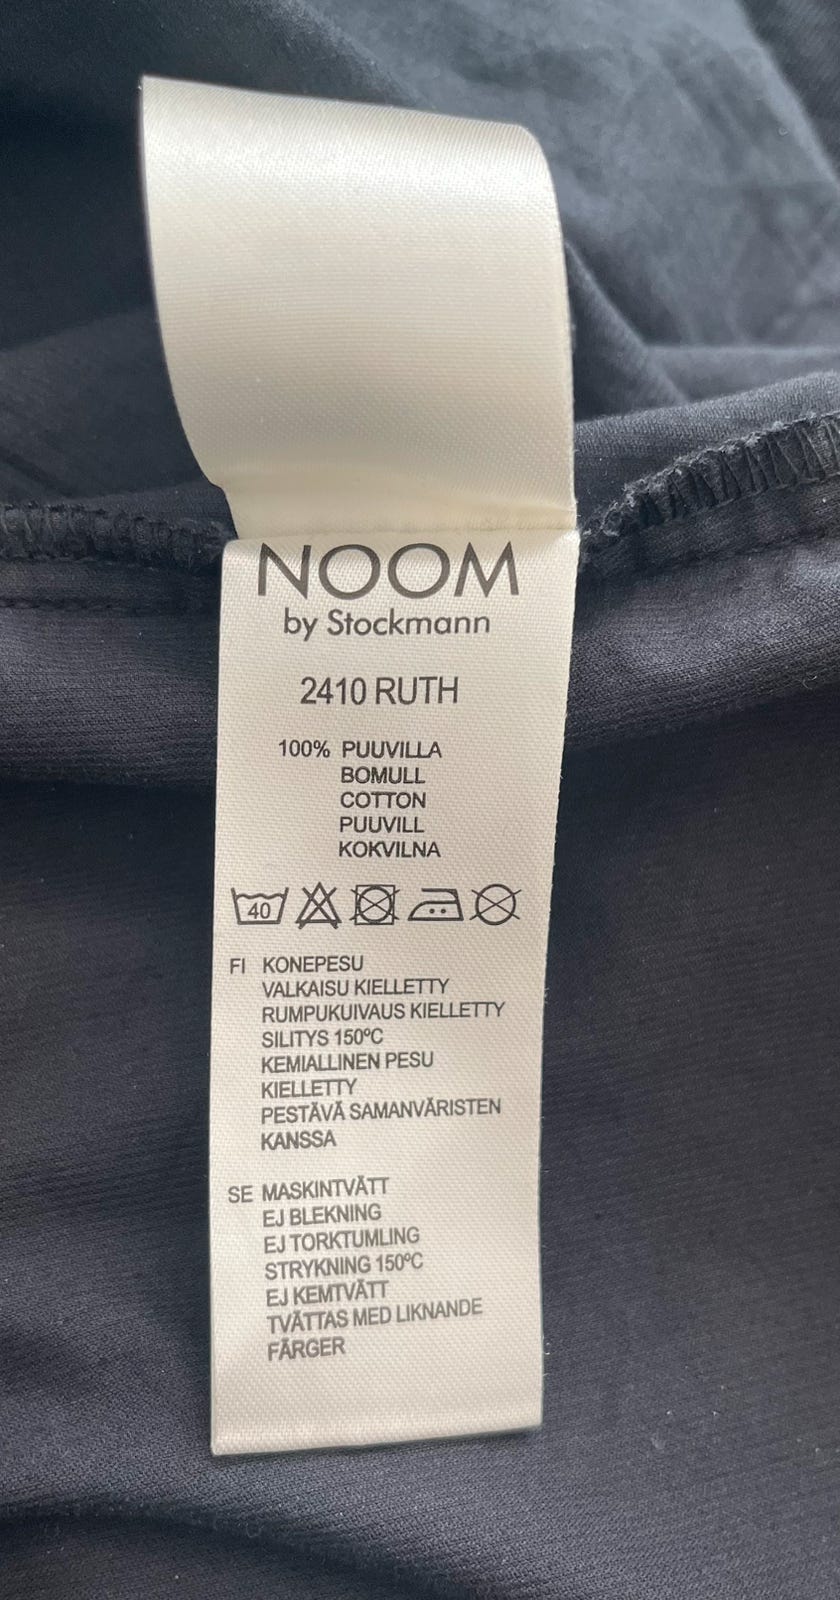 NOOM
by Stockmann
2410 RUTH
100% PUUVILLA
BOMULL
COTTON
PUUVILL
KOKVILNA
40
FI KONEPESU
VALKAISU KIELLETTY
RUMPUKUIVAUS KIELLETTY
SILITYS 150ºC
KEMIALLINEN PESU
KIELLETTY
PESTÄVÄ SAMANVÄRISTEN
KANSSA
SE MASKINTVÄTT
EJ BLEKNING
EJ TORKTUMLING
STRYKNING 150ºC
EJ KEMTVÄTT
TVÄTTAS MED LIKNANDE
FÄRGER